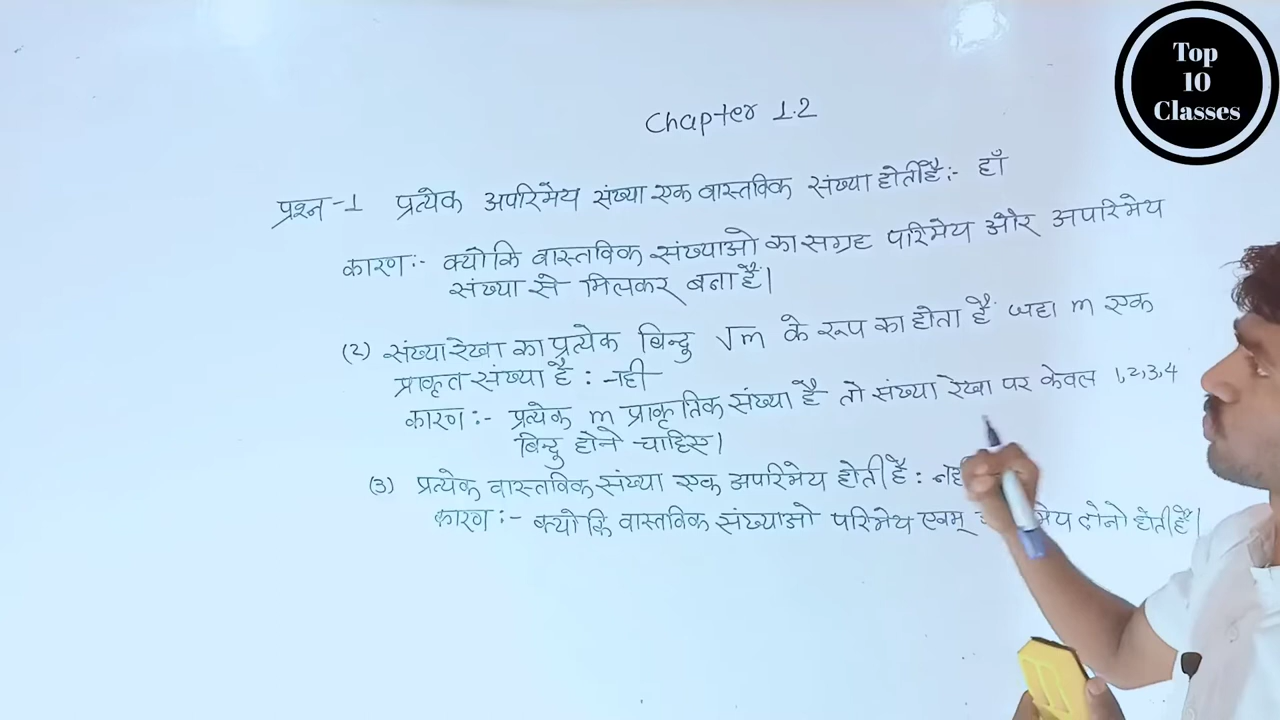 Top
10
Classes
Chapter 1.2
प्रश्न-1 प्रत्येक अपरिमेय संख्या एक वास्तविक संख्या होती है:- हाँ
कारण:- क्योकि वास्तविक संख्याओ का सग्रह परिमेय और अपरिमेय
संख्या से मिलकर बना है।
(2) संख्या रेखा का प्रत्येक बिन्दु √m के रूप का होता है जहा m एक
प्राकृत संख्या है: नही
कारण:- प्रत्येक m प्राकृतिक संख्या है तो संख्या रेखा पर केवल 1,2,3,4
बिन्दु होने चाहिए।
(3) प्रत्येक वास्तविक संख्या एक अपरिमेय होती है:
कारण:- क्योकि वास्तविक संख्याओ परिमेय एवम् दोनो होती है।